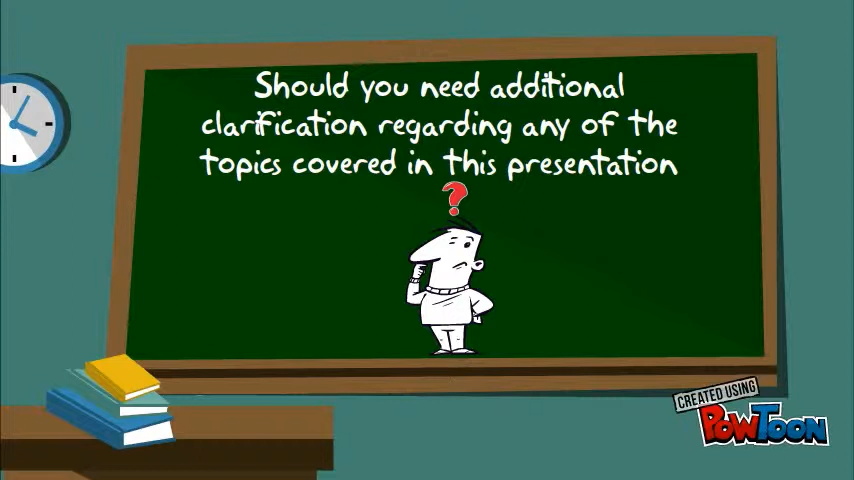 Should you need additional
clarification regarding any of the
topics covered in this presentation
?
CREATED USING
POWTOON